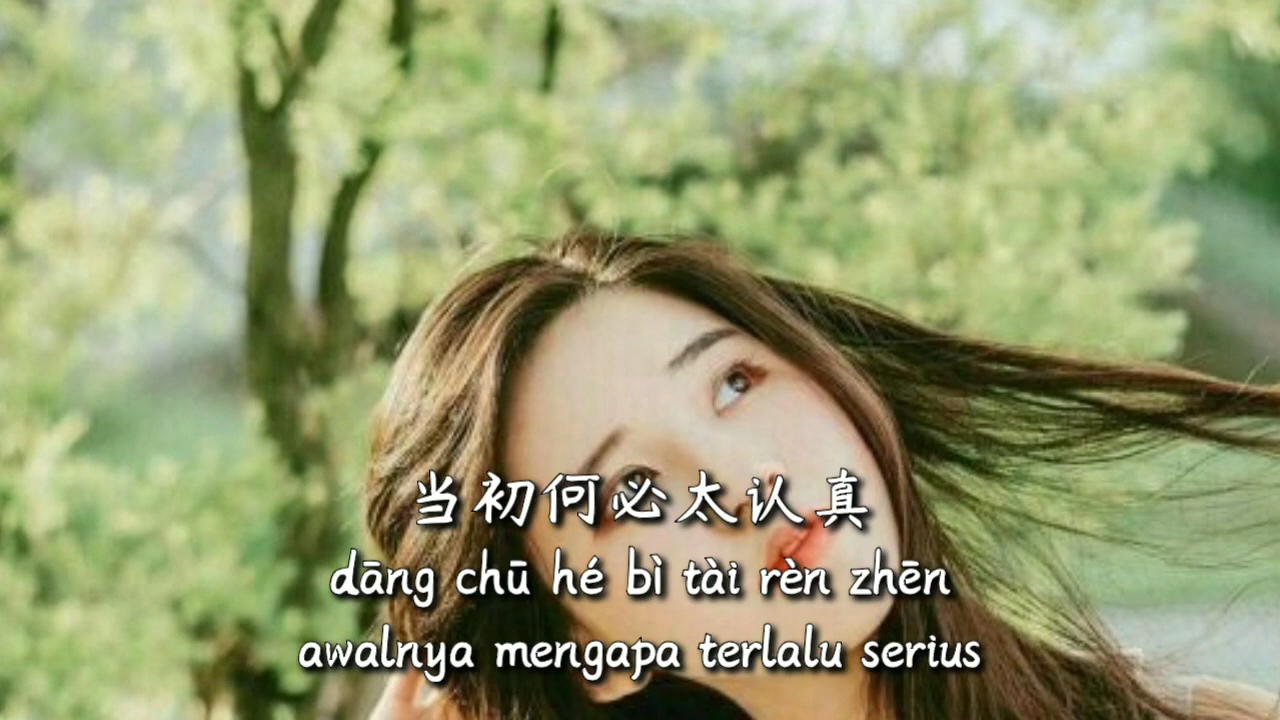 当初何必太认真
dāng chū hé bì tài rèn zhēn
awalnya mengapa terlalu serius